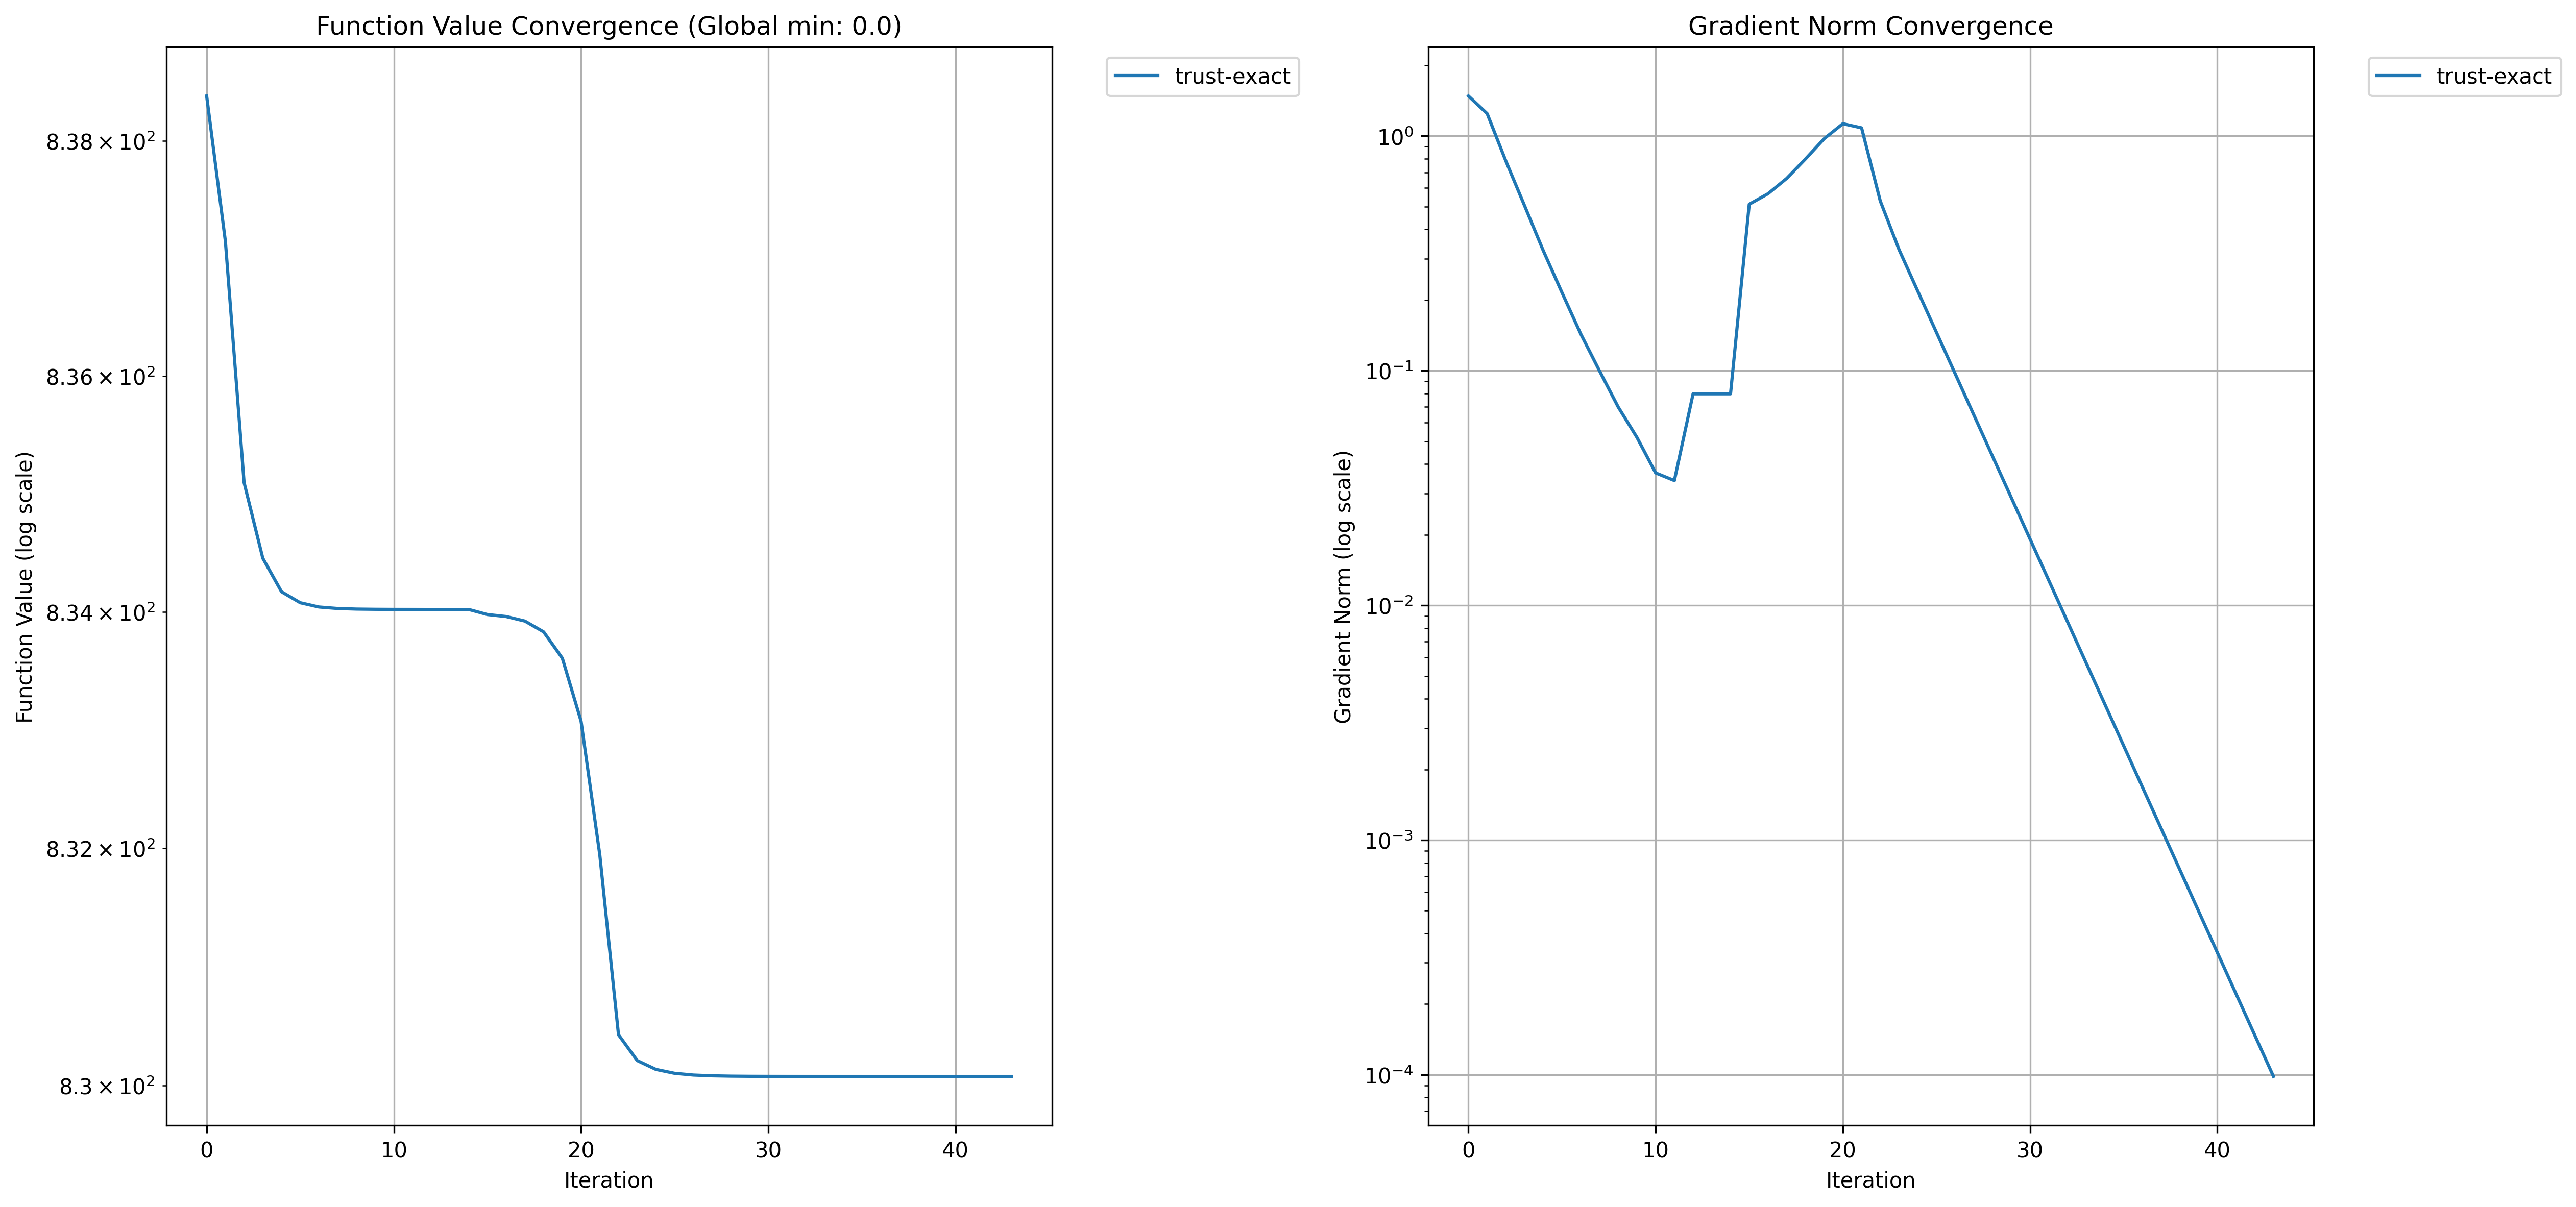 Function Value Convergence (Global min: 0.0)
trust-exact
8.38 × 10²
8.36 × 10²
8.34 × 10²
8.32 × 10²
8.3 × 10²
Function Value (log scale)
0 10 20 30 40
Iteration
Gradient Norm Convergence
trust-exact
10⁰
10⁻¹
10⁻²
10⁻³
10⁻⁴
Gradient Norm (log scale)
0 10 20 30 40
Iteration